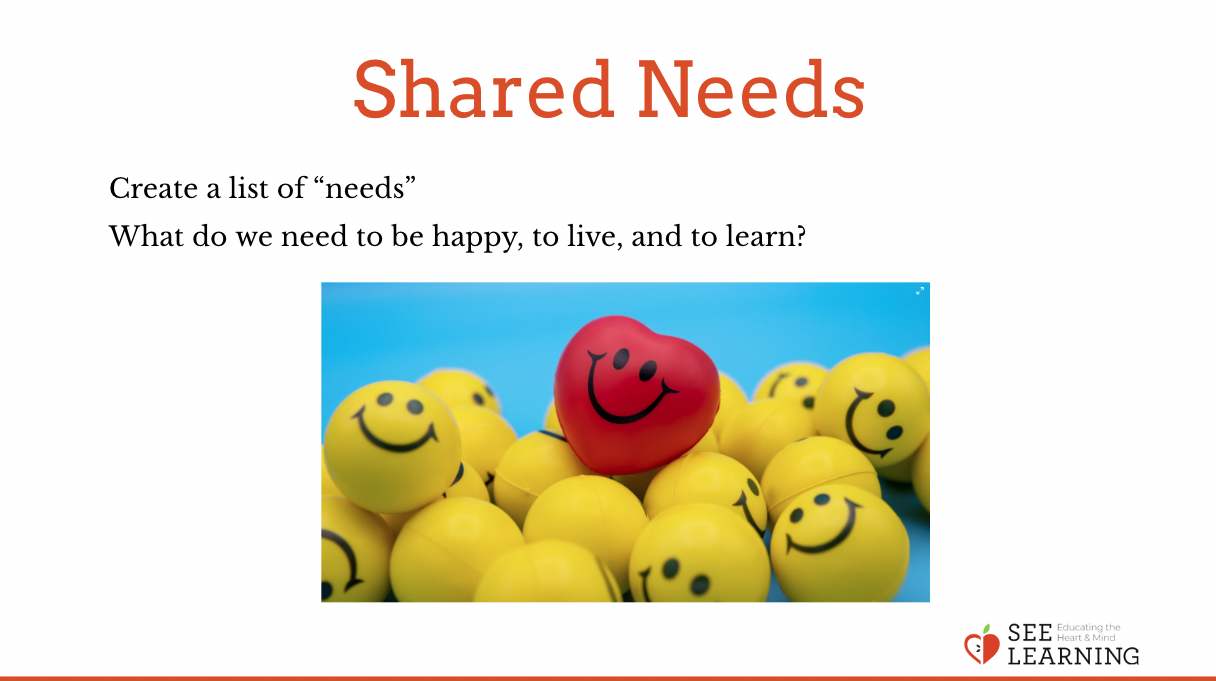 Shared Needs
Create a list of “needs”
What do we need to be happy, to live, and to learn?
SEE Educating the
Heart & Mind
LEARNING